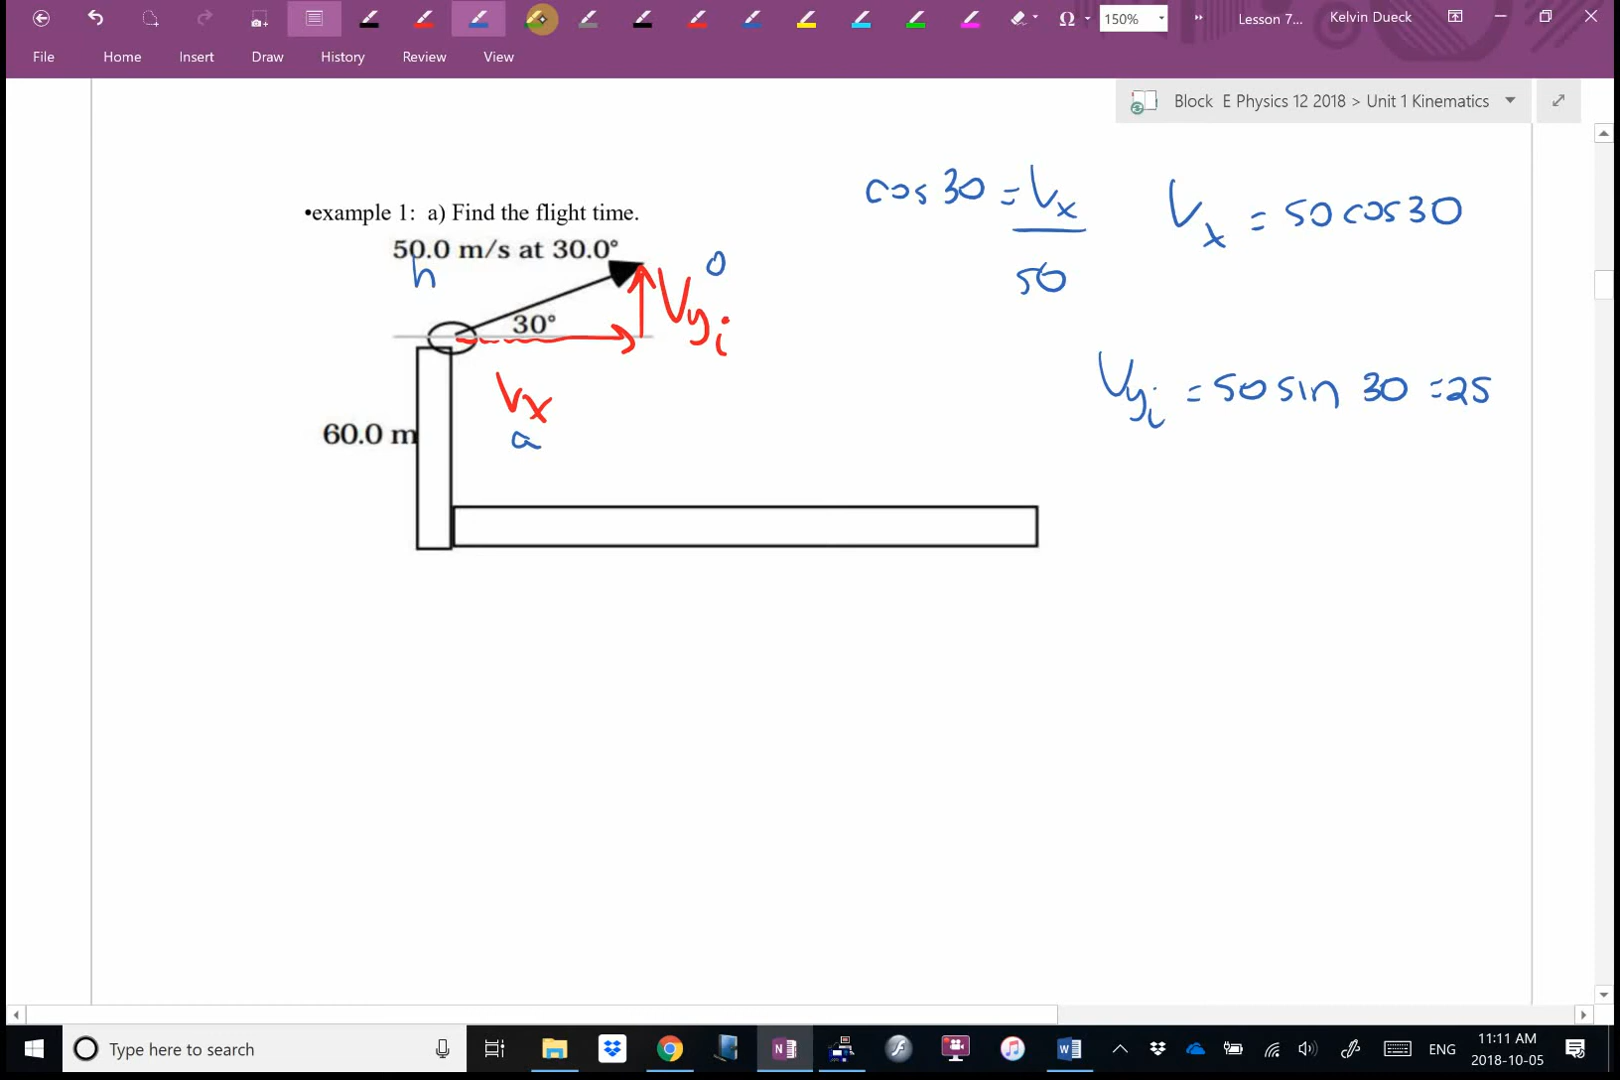 150%
Lesson 7...
Kelvin Dueck
File
Home
Insert
Draw
History
Review
View
Block E Physics 12 2018 > Unit 1 Kinematics
•example 1: a) Find the flight time.
50.0 m/s at 30.0°
h
o
30°
Vyi
Vx
a
60.0 m
cos 30 = Vx
50
Vx = 50 cos 30
Vyi = 50 sin 30 = 25
Type here to search
ENG
11:11 AM
2018-10-05